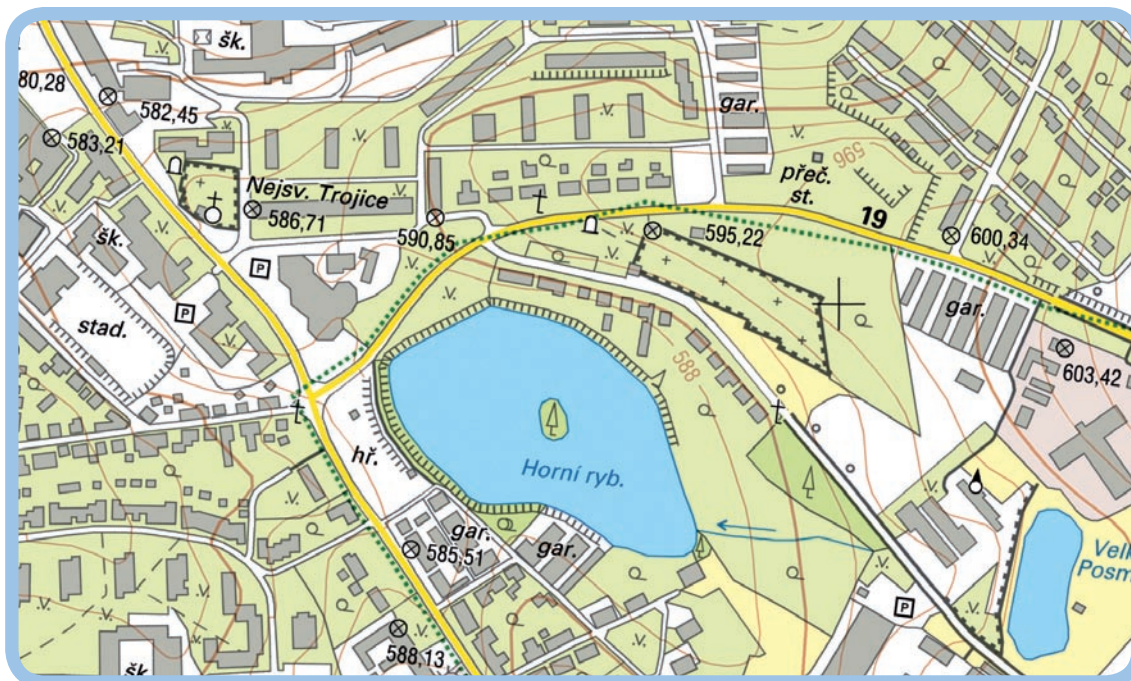 šk.
80,28
582,45
gar.
583,21
596
Nejsv. Trojice
586,71
přeč.
st.
19
590,85
595,22
600,34
šk.
P
P
stad.
gar.
588
603,42
hř.
Horní ryb.
gar.
gar.
585,51
Vel
Posm
P
588,13
šk.